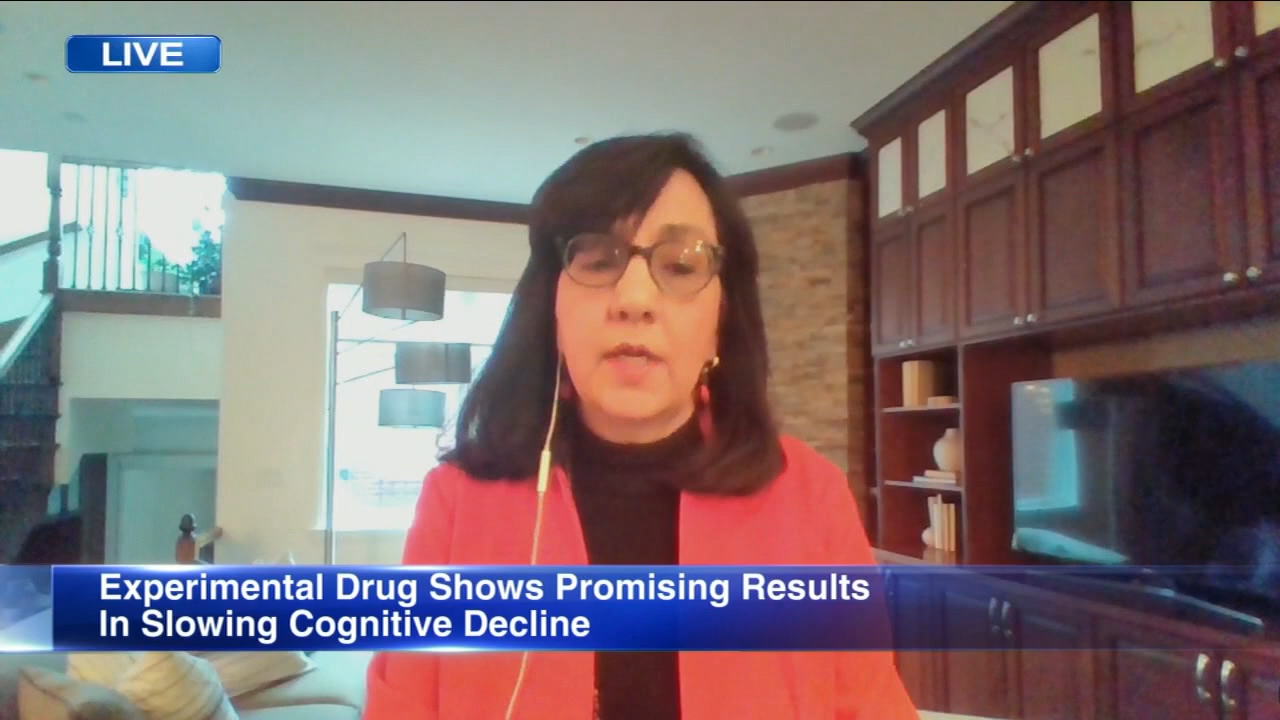 LIVE
Experimental Drug Shows Promising Results
In Slowing Cognitive Decline